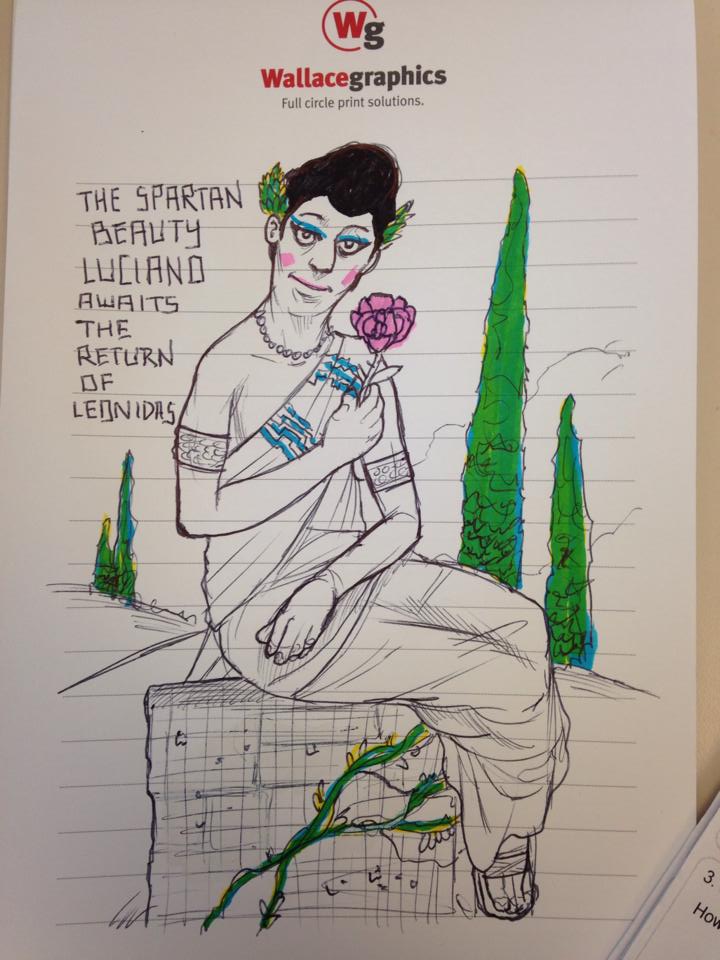 Wg
Wallacegraphics
Full circle print solutions.
THE SPARTAN
BEAUTY
LUCIANO
AWAITS
THE
RETURN
OF
LEONIDAS
3.
How